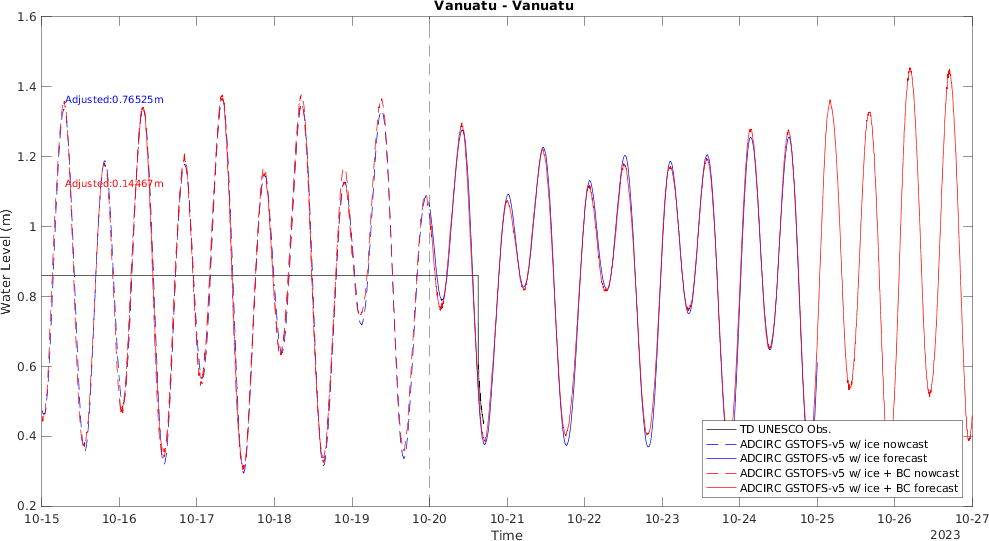 Vanuatu - Vanuatu
1.6
1.4
1.2
1
0.8
0.6
0.4
0.2
Water Level (m)
Adjusted:0.76525m
Adjusted:0.14467m
TD UNESCO Obs.
ADCIRC GSTOFS-v5 w/ ice nowcast
ADCIRC GSTOFS-v5 w/ ice forecast
ADCIRC GSTOFS-v5 w/ ice + BC nowcast
ADCIRC GSTOFS-v5 w/ ice + BC forecast
10-15 10-16 10-17 10-18 10-19 10-20 10-21 10-22 10-23 10-24 10-25 10-26 10-27
Time
2023